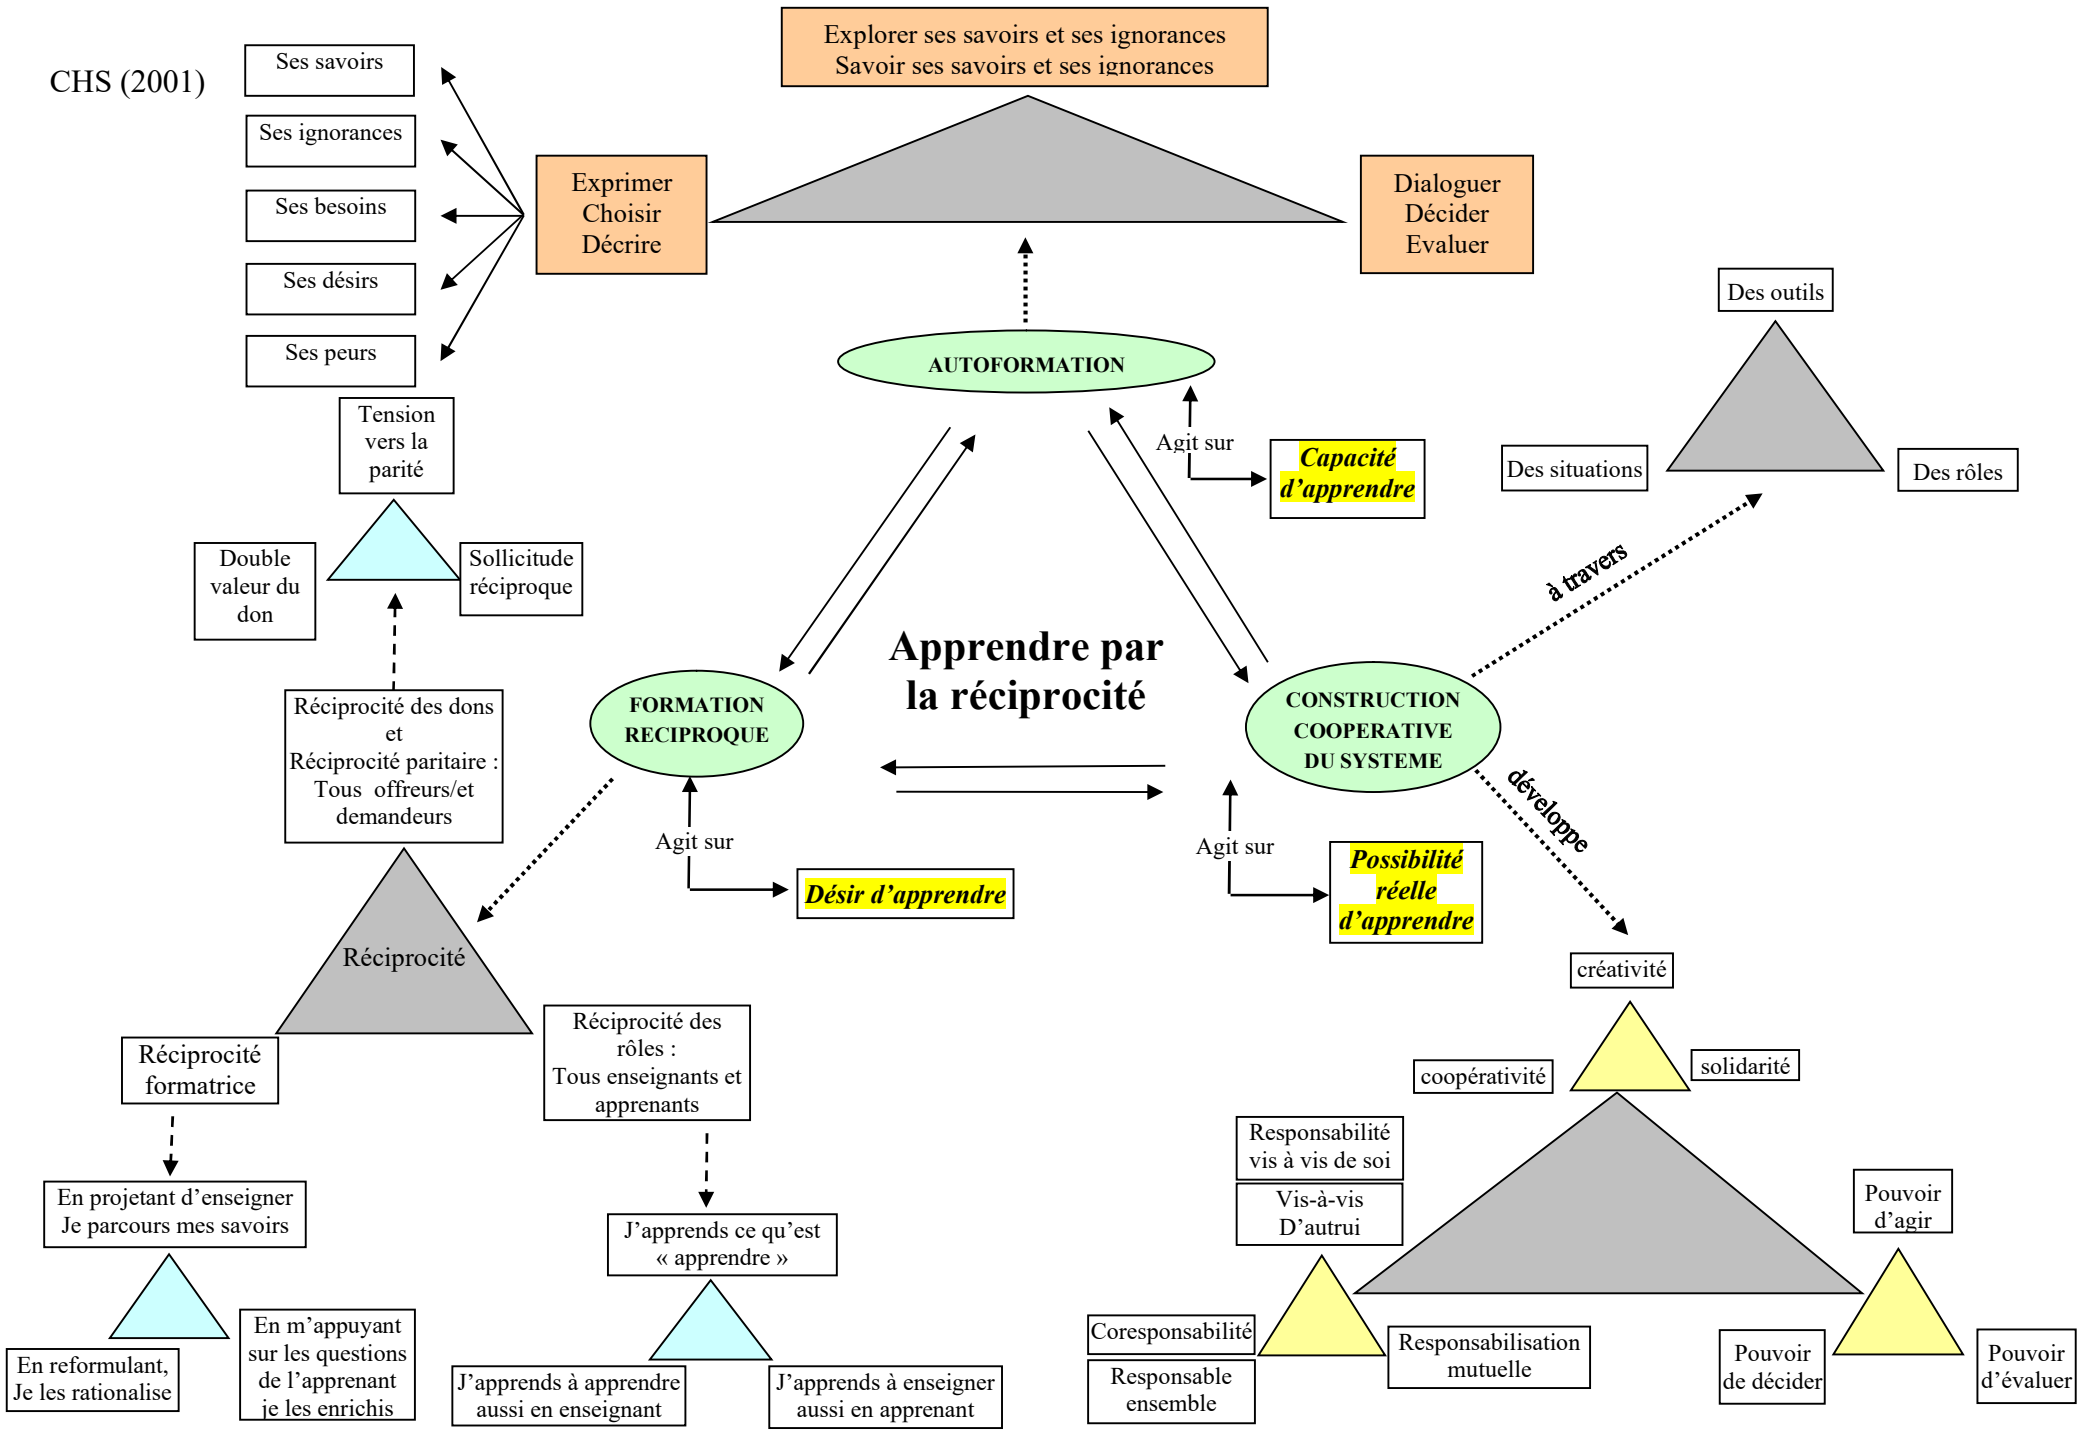 CHS (2001)
Explorer ses savoirs et ses ignorances
Savoir ses savoirs et ses ignorances
Ses savoirs
Ses ignorances
Ses besoins
Ses désirs
Ses peurs
Exprimer
Choisir
Décrire
Dialoguer
Décider
Evaluer
AUTOFORMATION
Agit sur
Capacité
d’apprendre
Des outils
Des situations
Des rôles
à travers
Tension
vers la
parité
Double
valeur du
don
Sollicitude
réciproque
Réciprocité des dons
et
Réciprocité paritaire :
Tous offreurs/et
demandeurs
Apprendre par
la réciprocité
FORMATION
RECIPROQUE
Agit sur
Désir d’apprendre
CONSTRUCTION
COOPERATIVE
DU SYSTEME
Agit sur
Possibilité
réelle
d’apprendre
développe
Réciprocité
Réciprocité
formatrice
Réciprocité des
rôles :
Tous enseignants et
apprenants
En projetant d’enseigner
Je parcours mes savoirs
En reformulant,
Je les rationalise
En m’appuyant
sur les questions
de l’apprenant
je les enrichis
J’apprends ce qu’est
« apprendre »
J’apprends à apprendre
aussi en enseignant
J’apprends à enseigner
aussi en apprenant
créativité
coopérativité
solidarité
Responsabilité
vis à vis de soi
Vis-à-vis
D’autrui
Coresponsabilité
Responsable
ensemble
Responsabilisation
mutuelle
Pouvoir
d’agir
Pouvoir
de décider
Pouvoir
d’évaluer